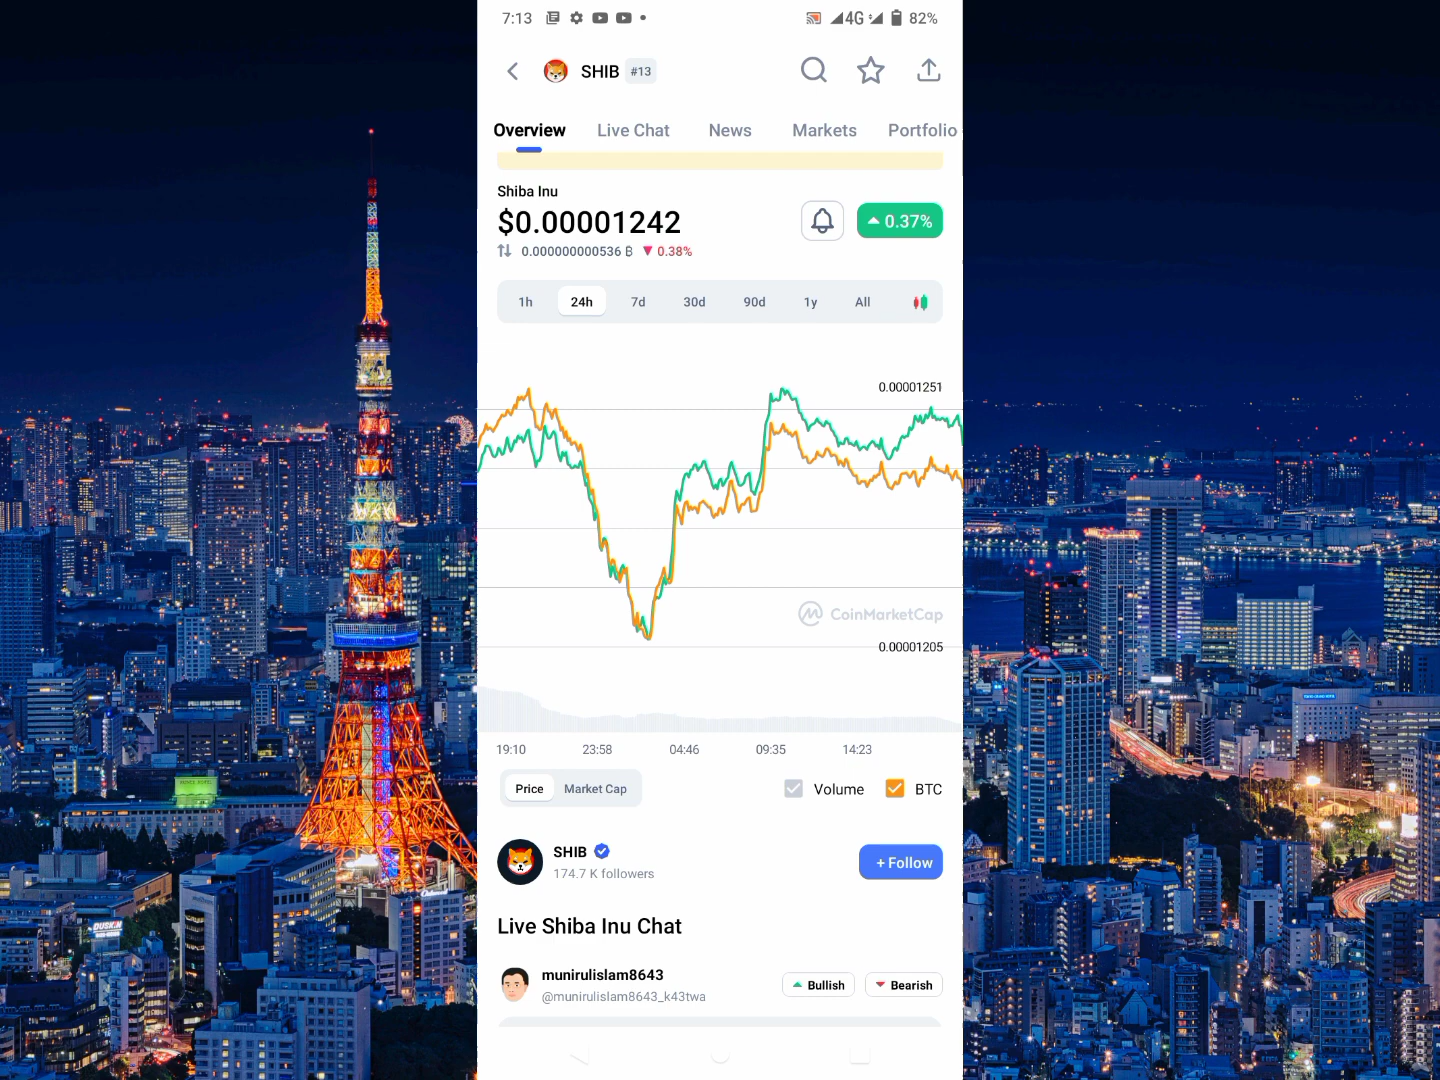 7:13
4G 82%
SHIB #13
Overview Live Chat News Markets Portfolio
Shiba Inu
$0.00001242
0.37%
0.000000000536 ₿ 0.38%
1h 24h 7d 30d 90d 1y All
0.00001251
CoinMarketCap
0.00001205
19:10 23:58 04:46 09:35 14:23
Price Market Cap
Volume BTC
SHIB
174.7 K followers
+ Follow
Live Shiba Inu Chat
munirulislam8643
@munirulislam8643_k43twa
Bullish Bearish
DUSKIN